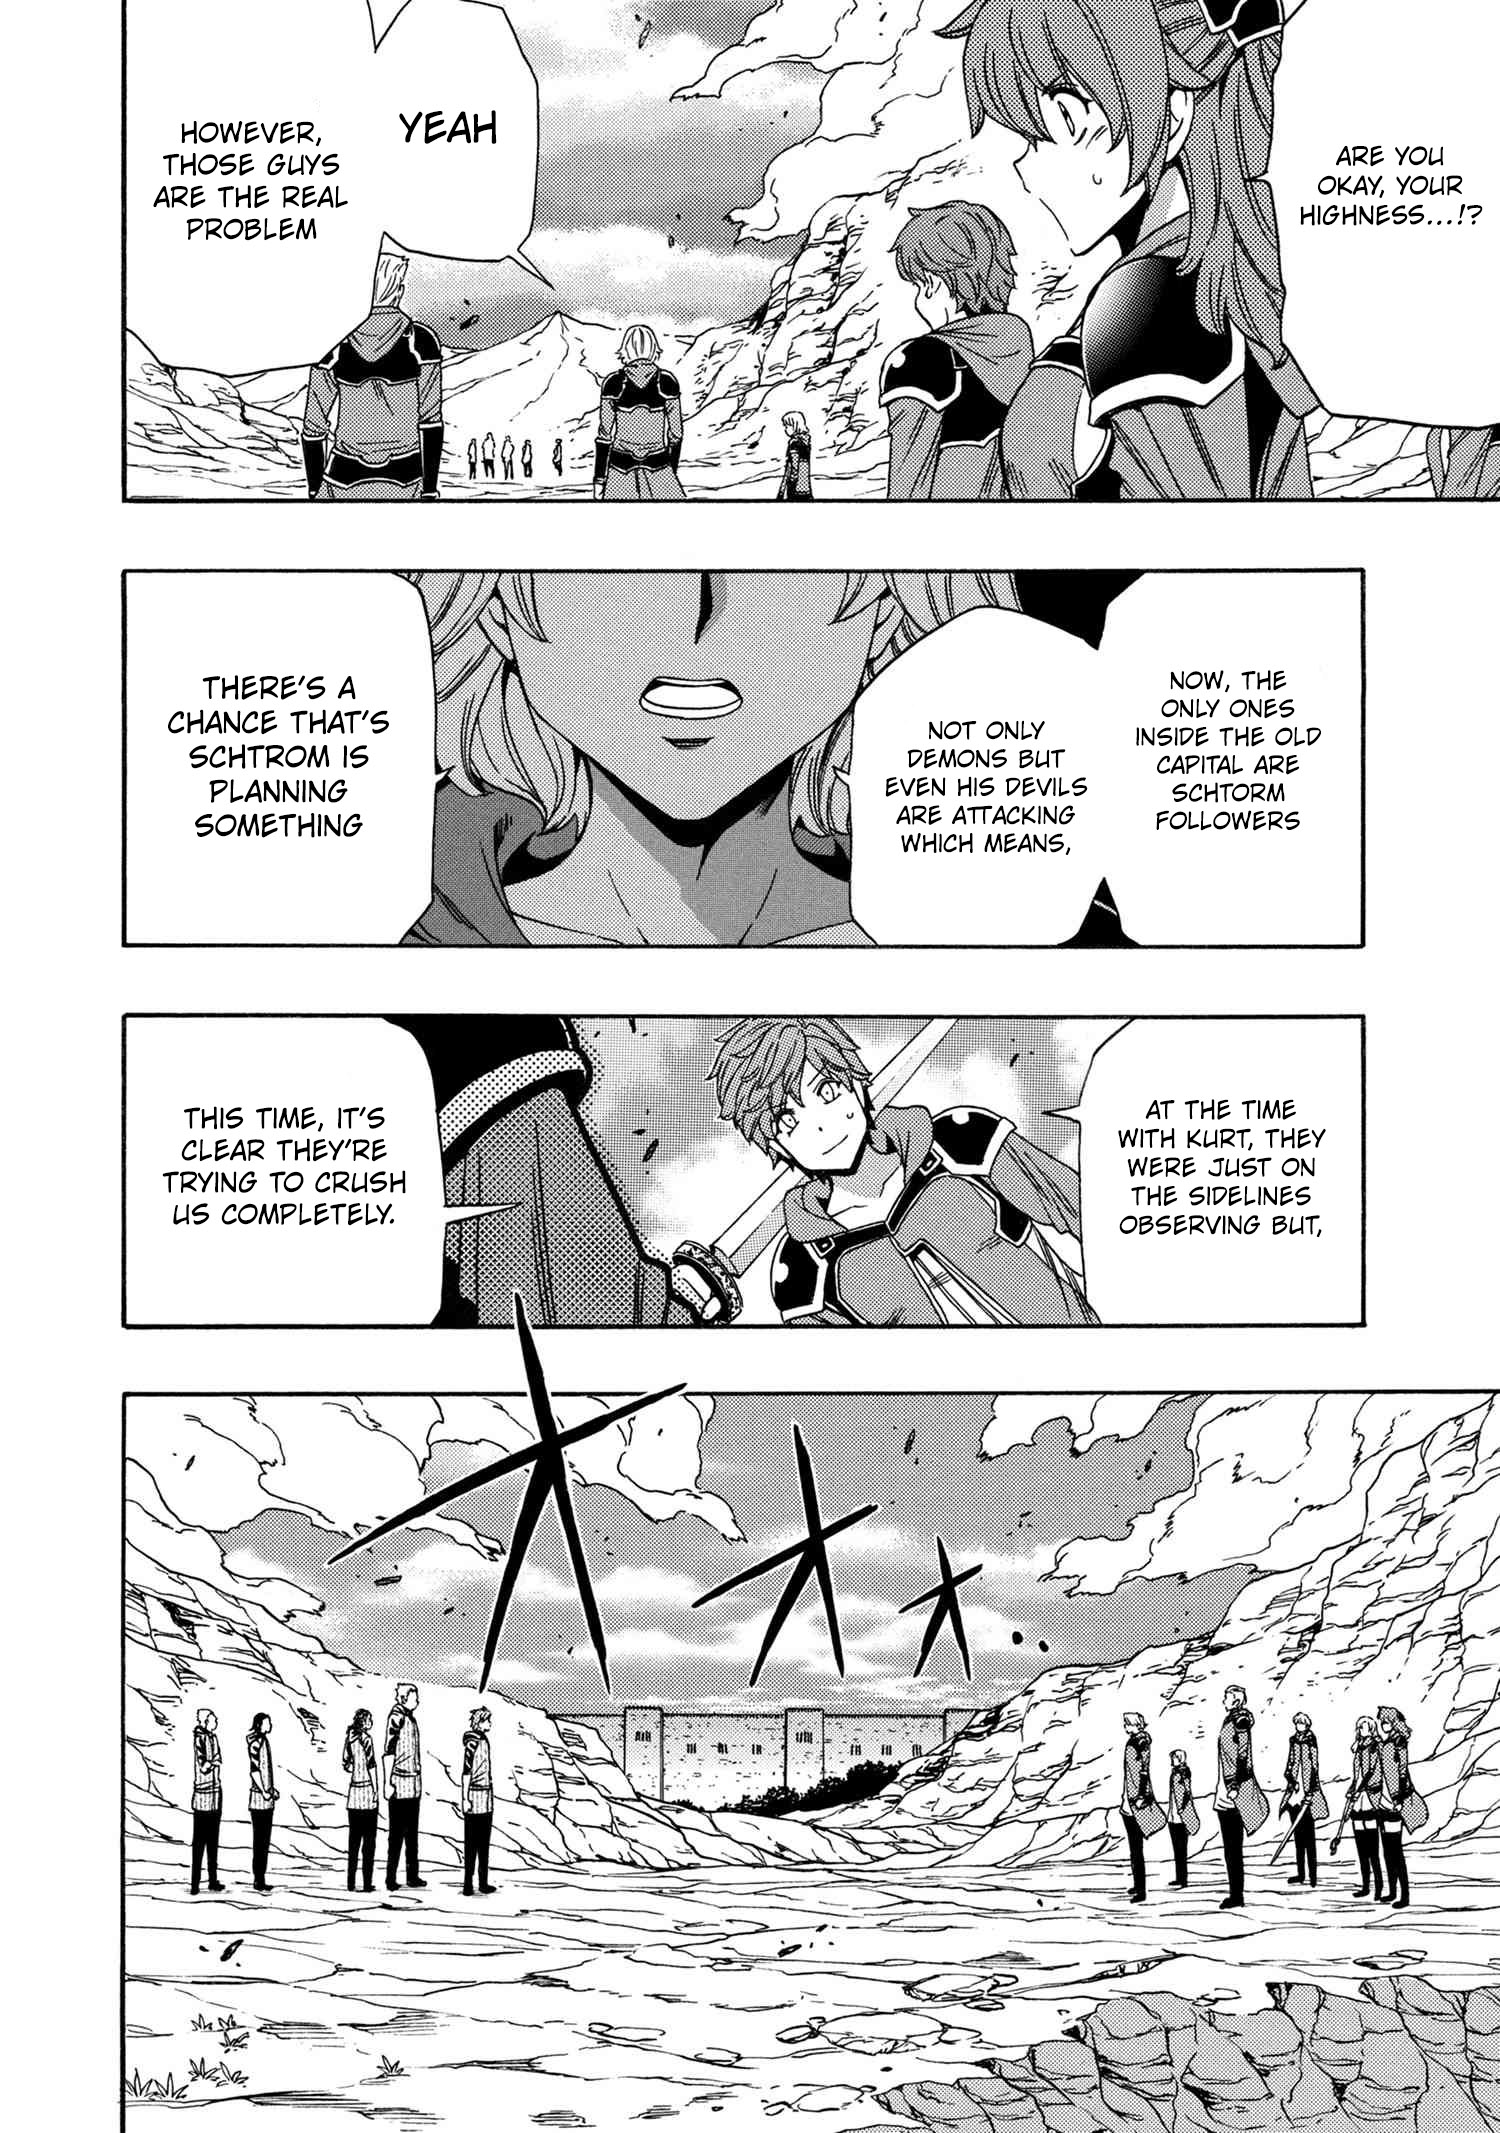 ARE YOU
OKAY, YOUR
HIGHNESS...!?
YEAH
HOWEVER,
THOSE GUYS
ARE THE REAL
PROBLEM
NOW, THE
ONLY ONES
INSIDE THE OLD
CAPITAL ARE
SCHTORM
FOLLOWERS
NOT ONLY
DEMONS BUT
EVEN HIS DEVILS
ARE ATTACKING
WHICH MEANS,
THERE'S A
CHANCE THAT'S
SCHTROM IS
PLANNING
SOMETHING
AT THE TIME
WITH KURT, THEY
WERE JUST ON
THE SIDELINES
OBSERVING BUT,
THIS TIME, IT'S
CLEAR THEY'RE
TRYING TO CRUSH
US COMPLETELY.
オオオ